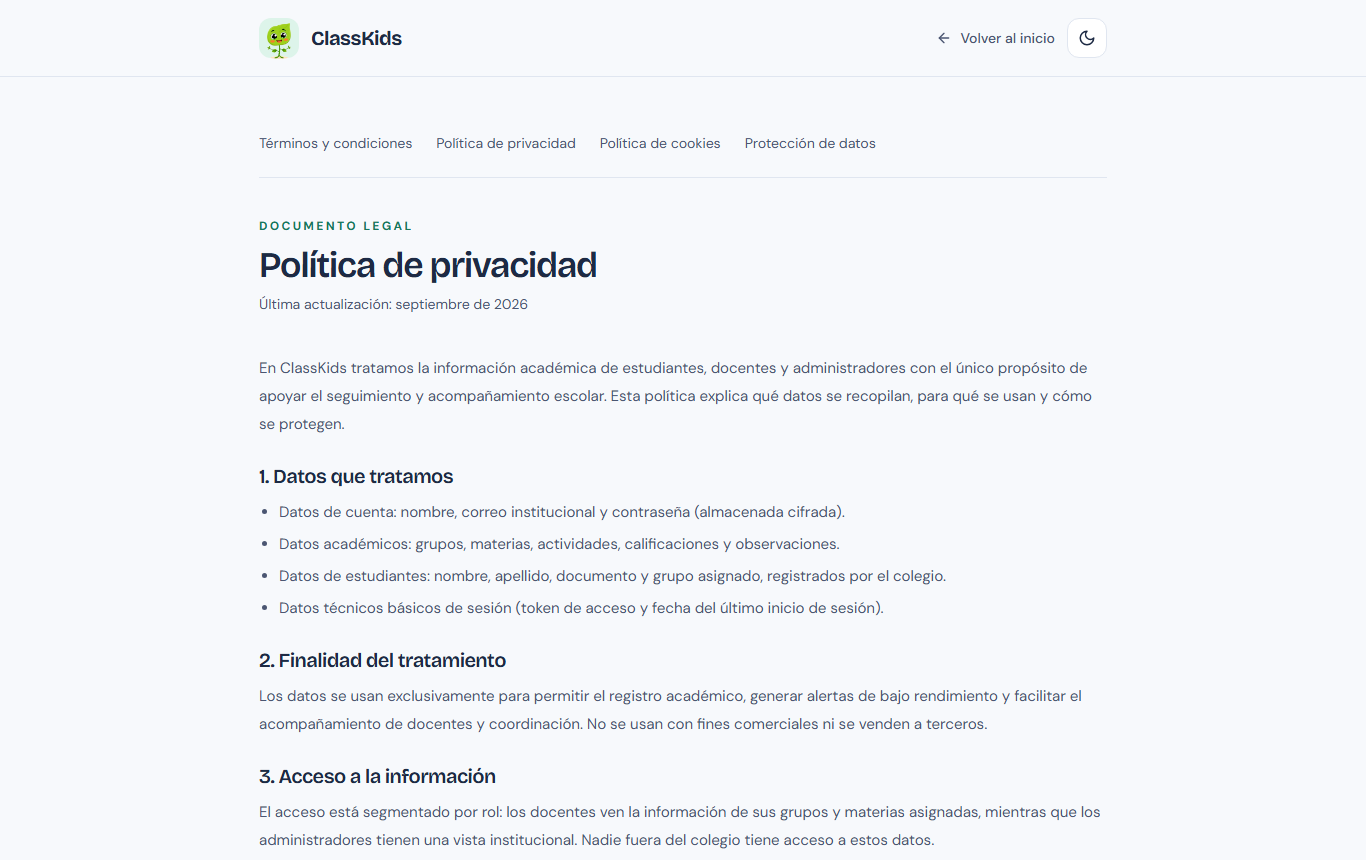 ClassKids
Volver al inicio
Términos y condiciones
Política de privacidad
Política de cookies
Protección de datos
DOCUMENTO LEGAL
Política de privacidad
Última actualización: septiembre de 2026
En ClassKids tratamos la información académica de estudiantes, docentes y administradores con el único propósito de
apoyar el seguimiento y acompañamiento escolar. Esta política explica qué datos se recopilan, para qué se usan y cómo
se protegen.
1. Datos que tratamos
• Datos de cuenta: nombre, correo institucional y contraseña (almacenada cifrada).
• Datos académicos: grupos, materias, actividades, calificaciones y observaciones.
• Datos de estudiantes: nombre, apellido, documento y grupo asignado, registrados por el colegio.
• Datos técnicos básicos de sesión (token de acceso y fecha del último inicio de sesión).
2. Finalidad del tratamiento
Los datos se usan exclusivamente para permitir el registro académico, generar alertas de bajo rendimiento y facilitar el
acompañamiento de docentes y coordinación. No se usan con fines comerciales ni se venden a terceros.
3. Acceso a la información
El acceso está segmentado por rol: los docentes ven la información de sus grupos y materias asignadas, mientras que los
administradores tienen una vista institucional. Nadie fuera del colegio tiene acceso a estos datos.